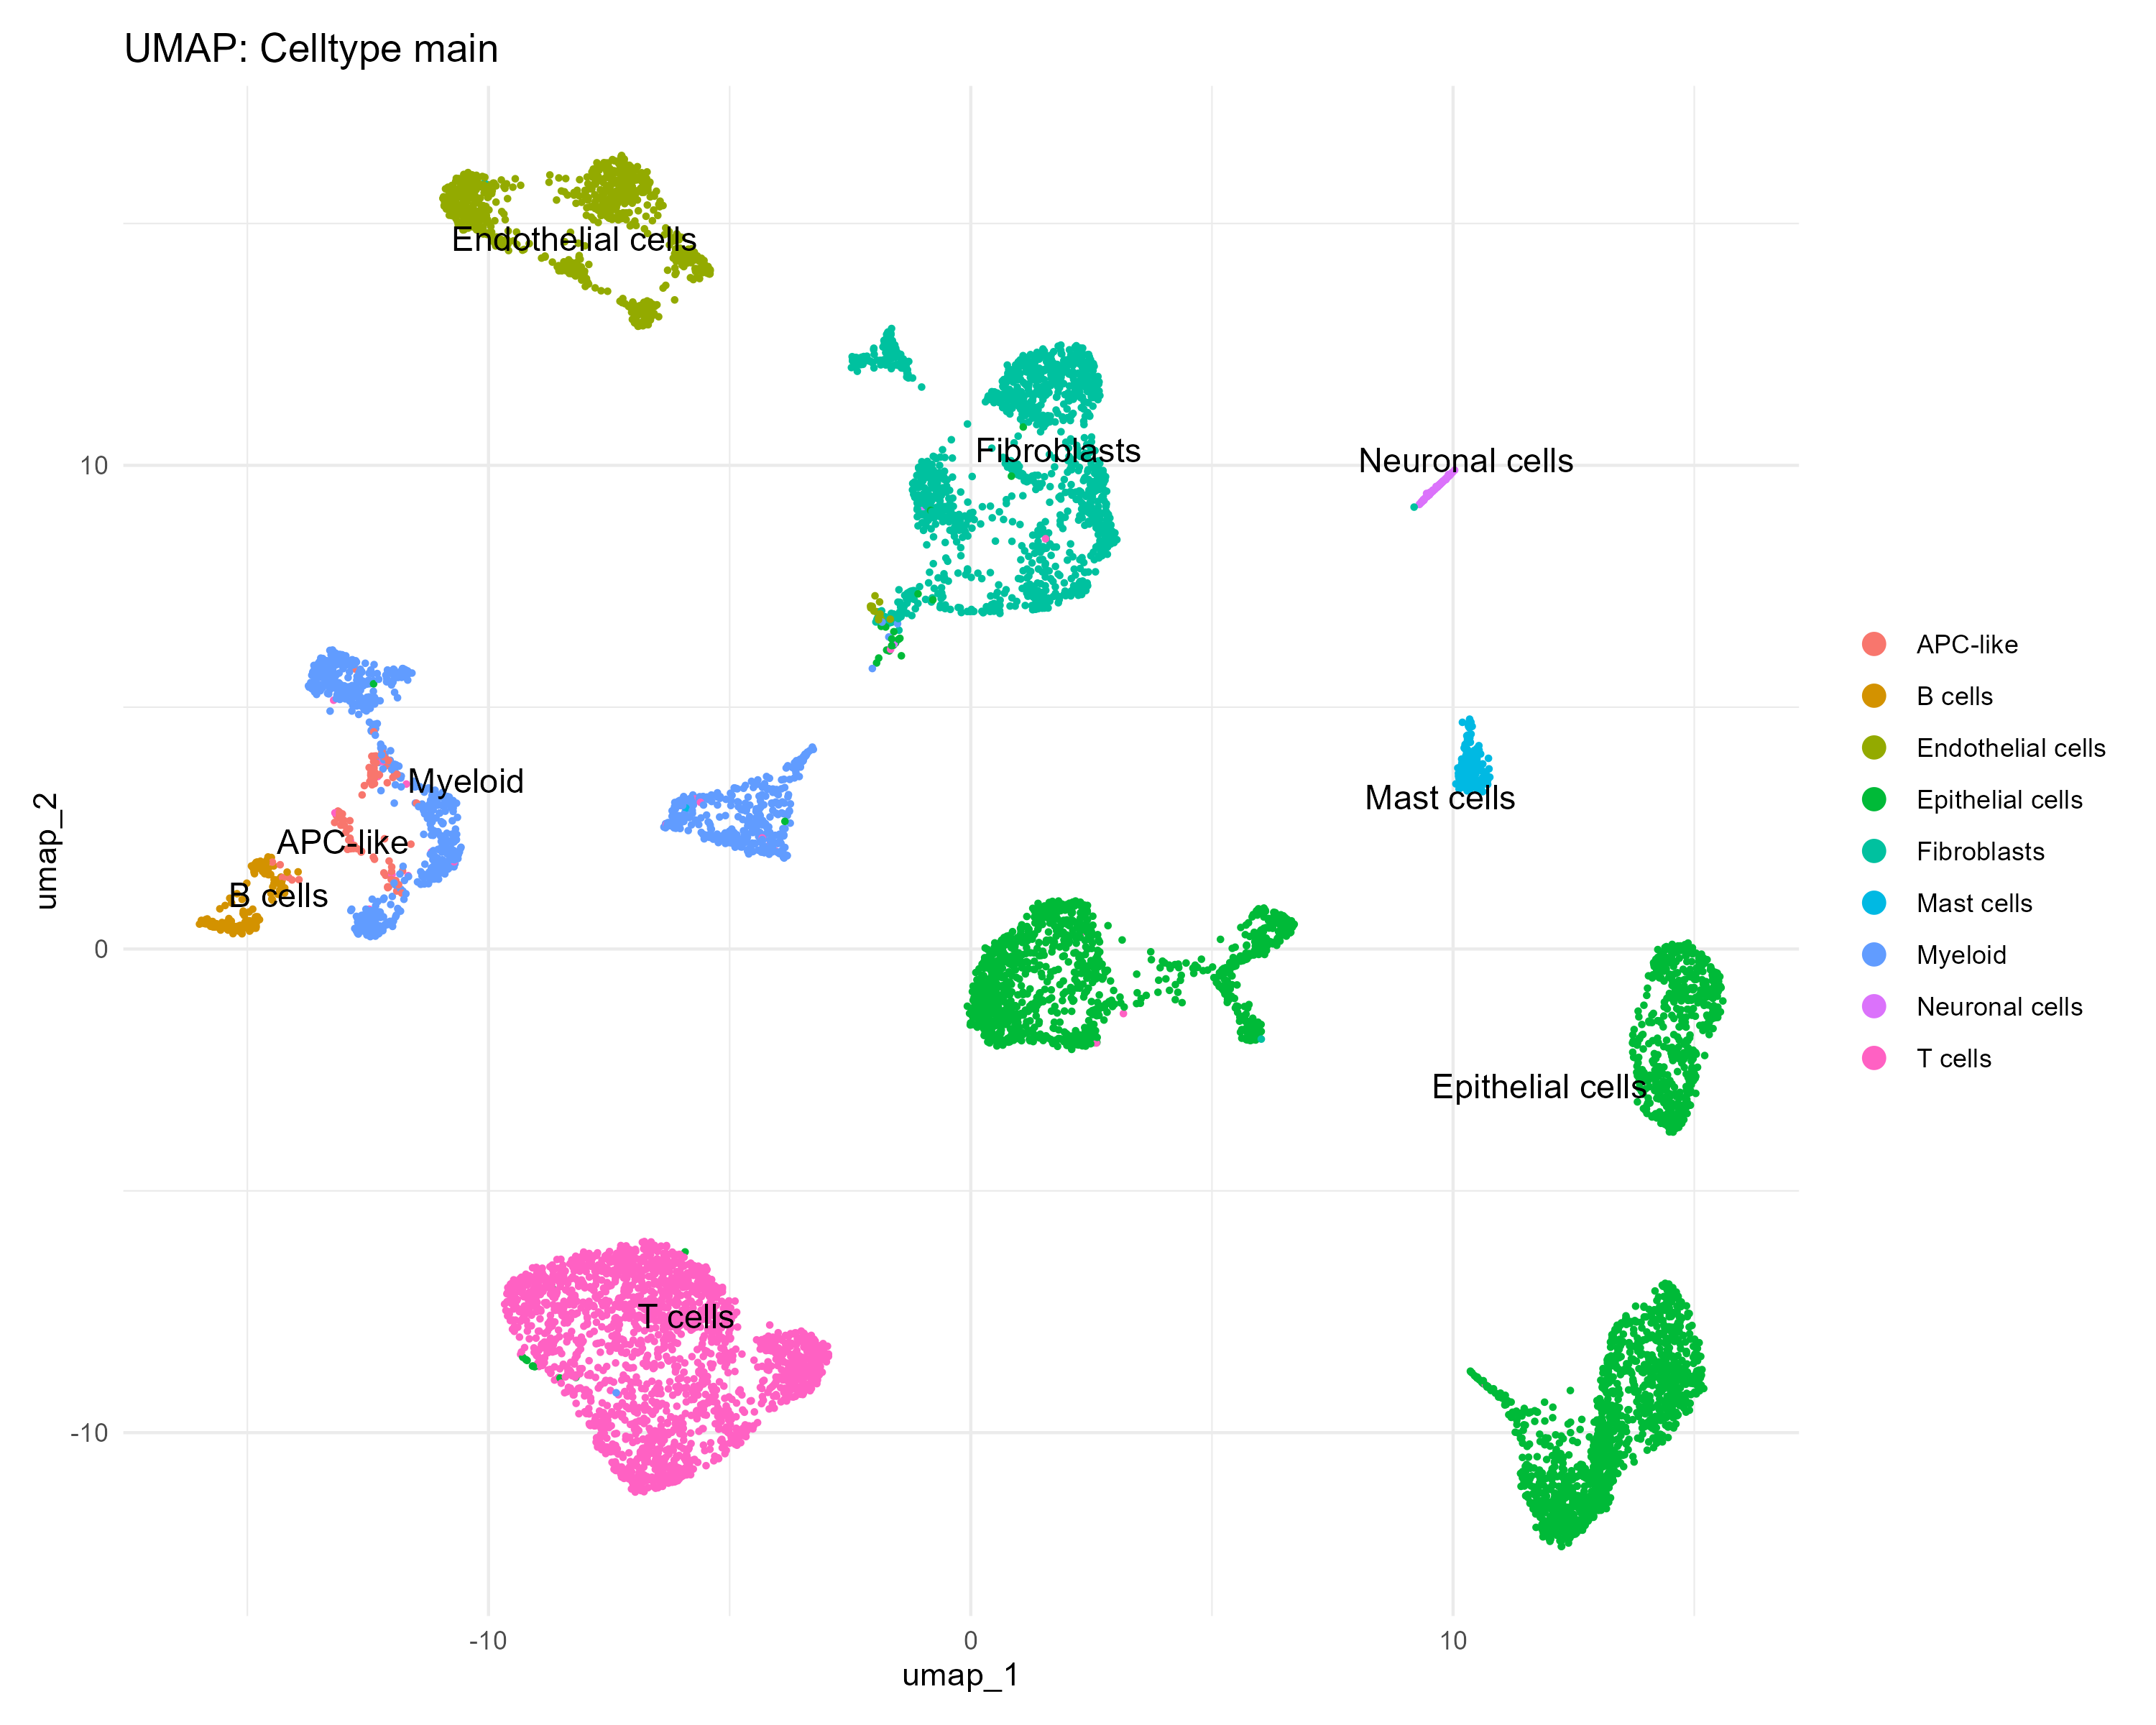 UMAP: Celltype main
Endothelial cells
Fibroblasts
Neuronal cells
Myeloid
Mast cells
APC-like
B cells
Epithelial cells
T cells
10
0
-10
umap_2
-10
0
10
umap_1
APC-like
B cells
Endothelial cells
Epithelial cells
Fibroblasts
Mast cells
Myeloid
Neuronal cells
T cells